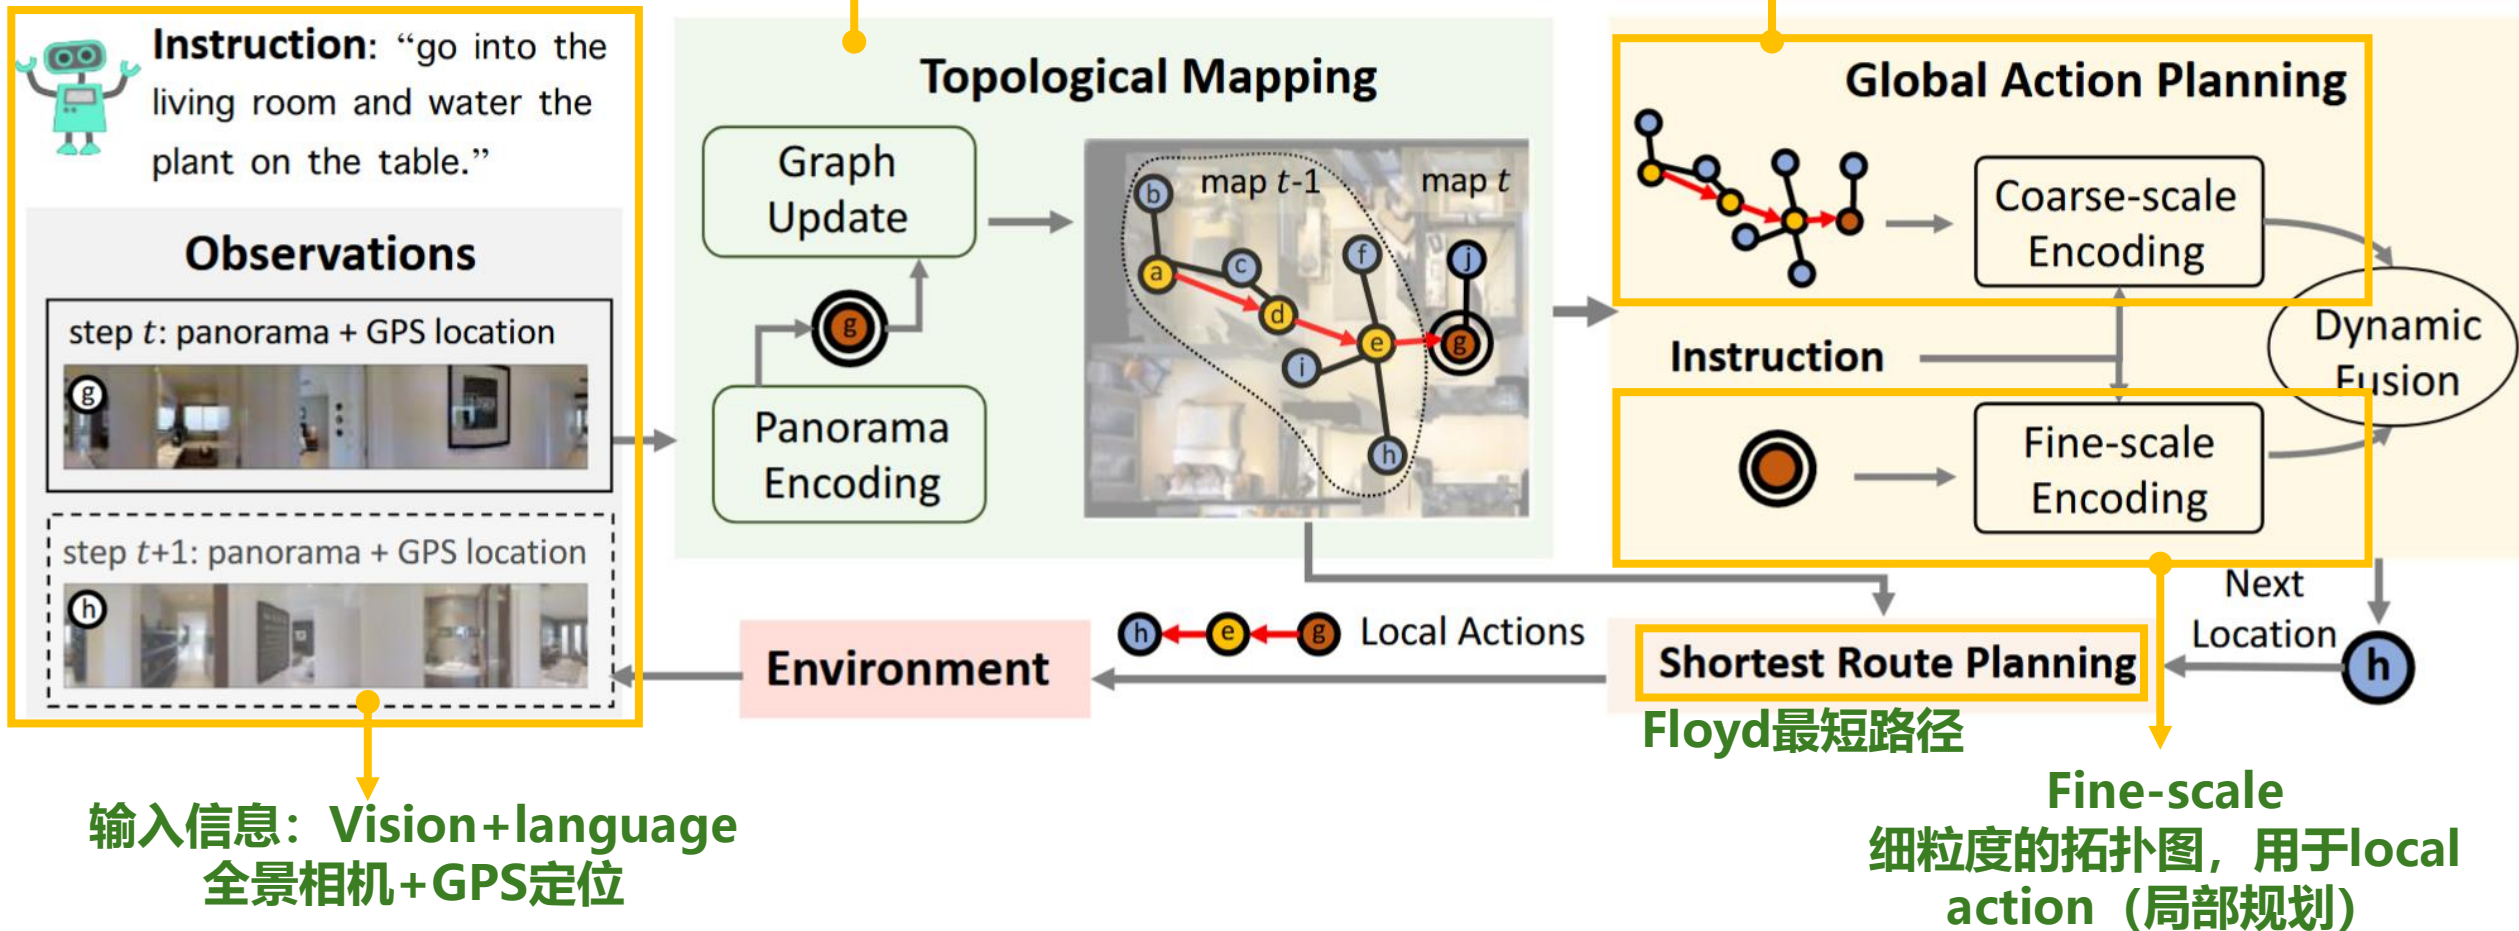 Instruction: “go into the
living room and water the
plant on the table.”
Observations
step t: panorama + GPS location
g
step t+1: panorama + GPS location
h
Topological Mapping
Graph
Update
g
Panorama
Encoding
map t-1
map t
b
a
c
d
f
e
i
h
j
g
Global Action Planning
Coarse-scale
Encoding
Instruction
Dynamic
Fusion
Fine-scale
Encoding
Next
Location
h
Shortest Route Planning
h
e
g
Local Actions
Environment
Floyd最短路径
输入信息：Vision+language
全景相机+GPS定位
Fine-scale
细粒度的拓扑图，用于local
action（局部规划）